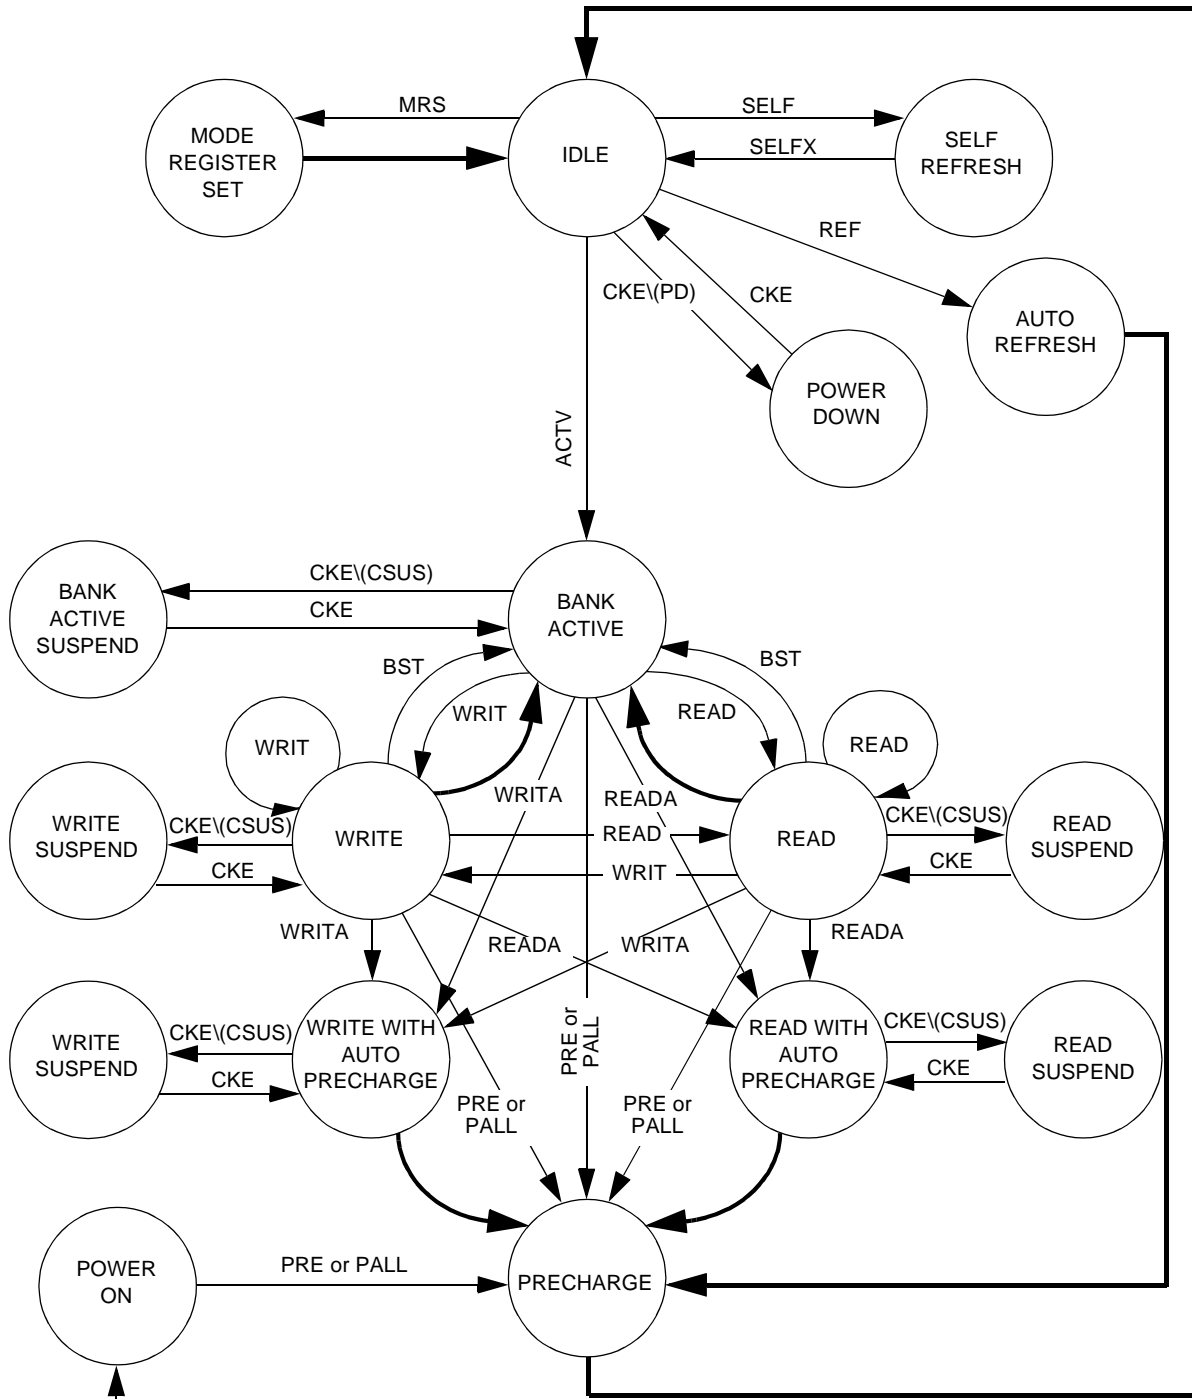 MRS
SELF
MODE
REGISTER
SET
IDLE
SELFX
SELF
REFRESH
REF
CKE\(PD)
CKE
AUTO
REFRESH
POWER
DOWN
ACTV
CKE\(CSUS)
BANK
ACTIVE
SUSPEND
CKE
BANK
ACTIVE
BST
BST
WRIT
READ
WRIT
READ
WRITA
READA
WRITE
SUSPEND
CKE\(CSUS)
CKE
WRITE
READ
WRIT
READ
CKE\(CSUS)
CKE
READ
SUSPEND
WRITA
READA
WRITA
READA
WRITE
SUSPEND
CKE\(CSUS)
CKE
WRITE WITH
AUTO
PRECHARGE
PRE or
PALL
READ WITH
AUTO
PRECHARGE
CKE\(CSUS)
CKE
READ
SUSPEND
PRE or
PALL
PRE or
PALL
POWER
ON
PRE or PALL
PRECHARGE